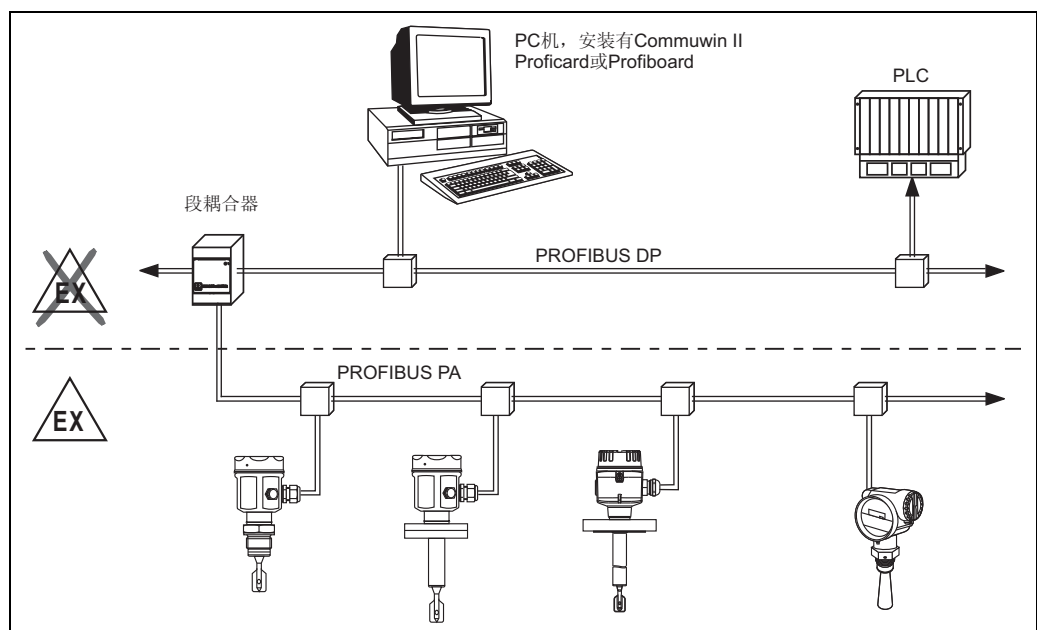 PC机，安装有Commuwin II
Proficard或Profiboard
PLC
段耦合器
PROFIBUS DP
EX
PROFIBUS PA
EX